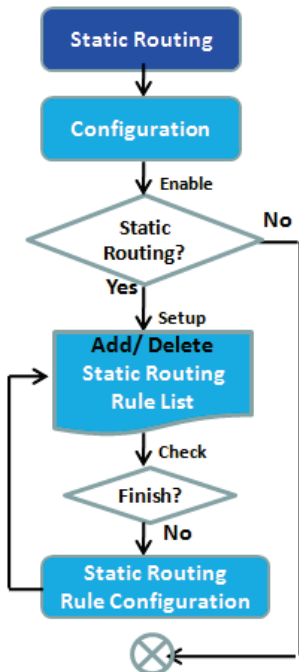 Static Routing
Configuration
Enable
Static
Routing?
No
Yes
Setup
Add/ Delete
Static Routing
Rule List
Check
Finish?
No
Static Routing
Rule Configuration